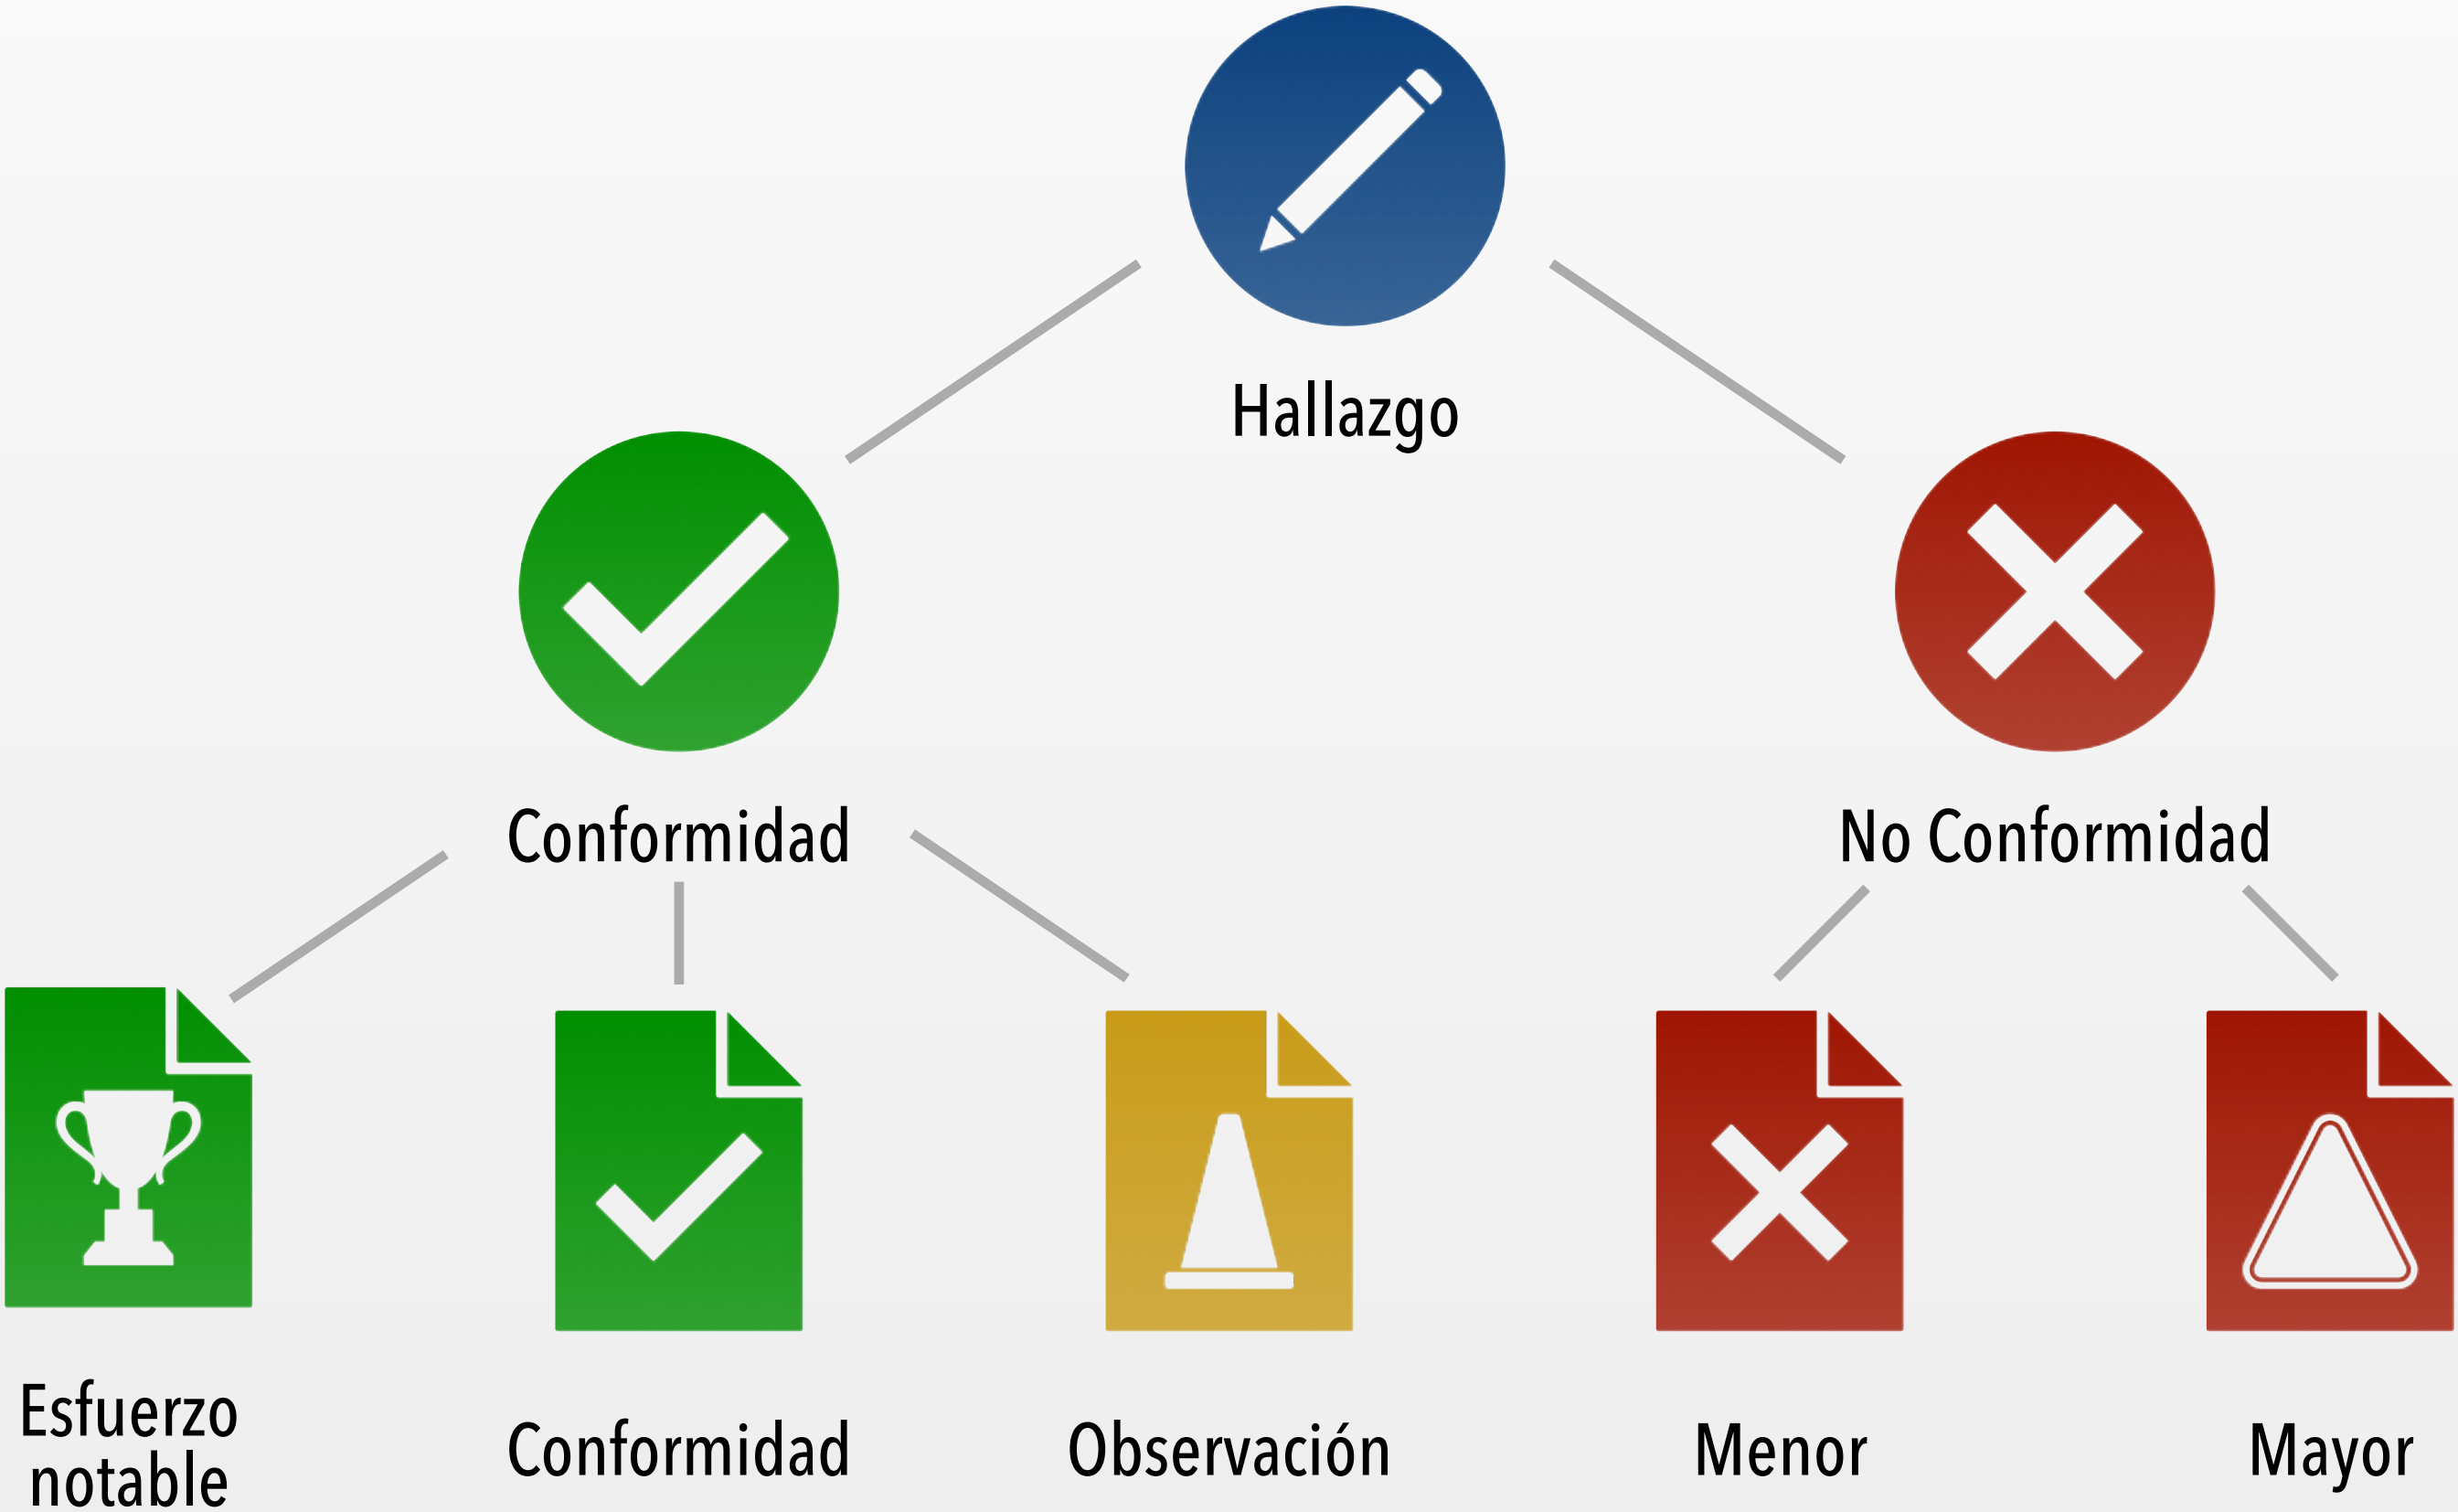 Hallazgo
Conformidad
No Conformidad
Esfuerzo
notable
Conformidad
Observación
Menor
Mayor